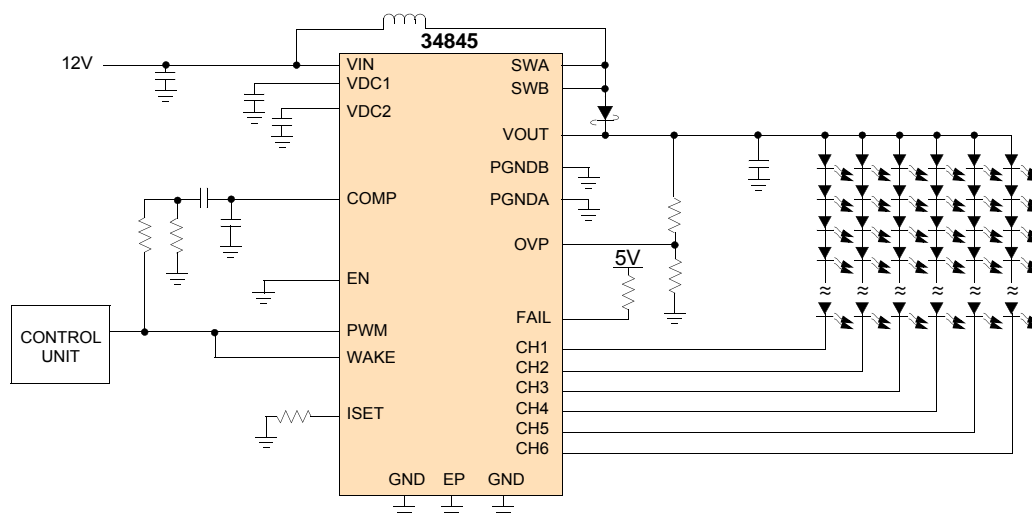 34845
12V
VIN
VDC1
VDC2
COMP
EN
CONTROL
UNIT
PWM
WAKE
ISET
GND
EP
GND
SWA
SWB
VOUT
PGNDB
PGNDA
OVP
5V
FAIL
CH1
CH2
CH3
CH4
CH5
CH6
≈ ≈ ≈ ≈ ≈ ≈